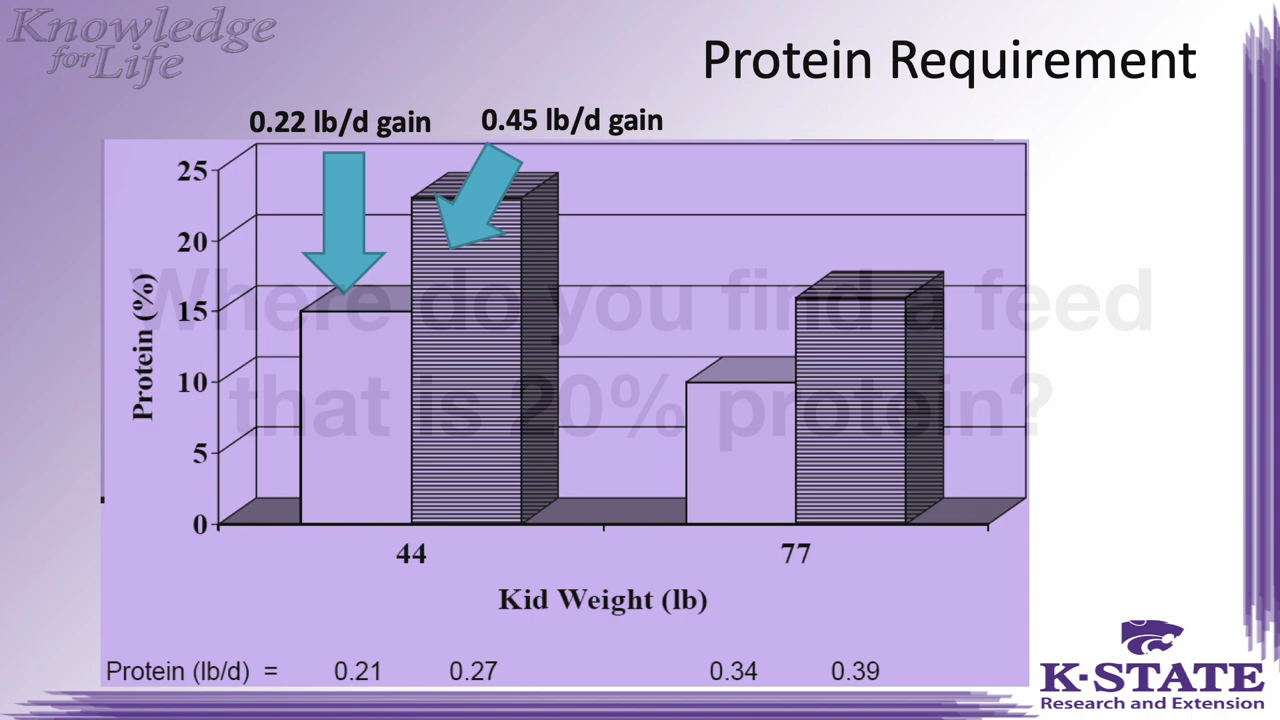 Knowledge
for Life
Protein Requirement
0.22 lb/d gain 0.45 lb/d gain
25
20
15
10
5
0
Protein (%)
Where do you find a feed
that is 20% protein?
44 77
Kid Weight (lb)
Protein (lb/d) = 0.21 0.27 0.34 0.39
K-STATE
Research and Extension